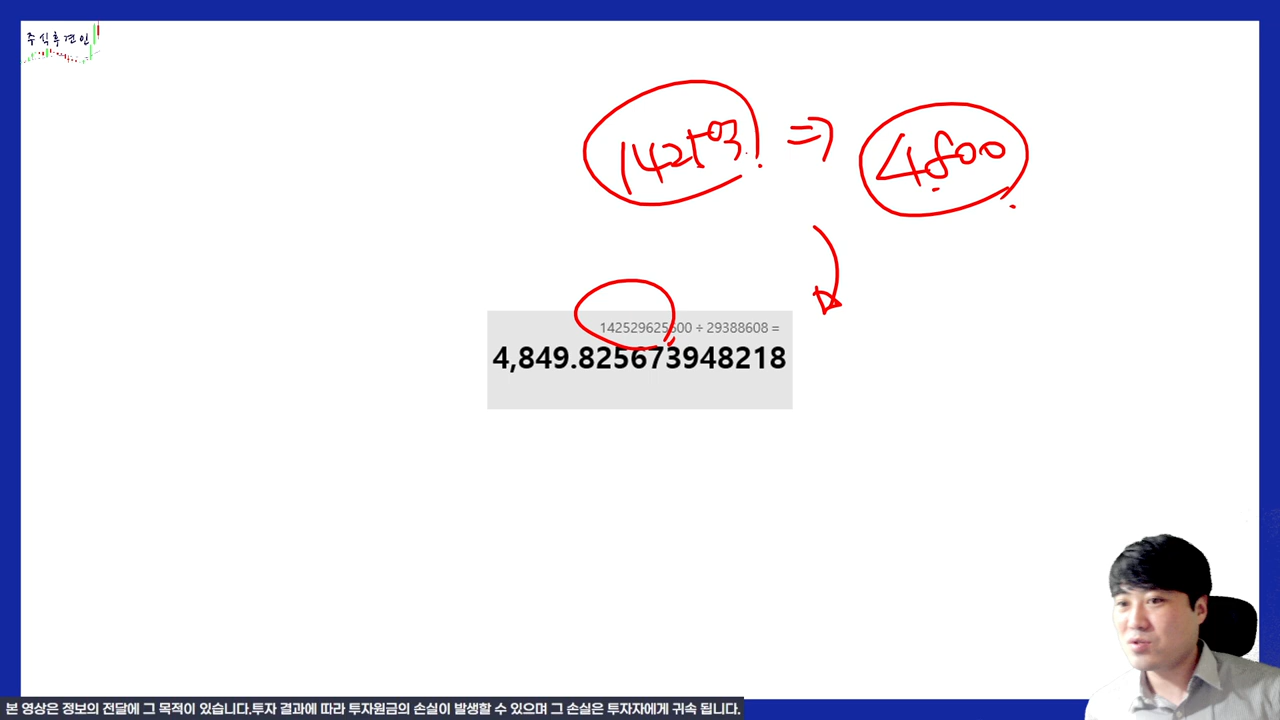 주식후견인
1425억 ⇒ 4800
142529625600 ÷ 29388608 =
4,849.825673948218
본 영상은 정보의 전달에 그 목적이 있습니다.투자 결과에 따라 투자원금의 손실이 발생할 수 있으며 그 손실은 투자자에게 귀속 됩니다.